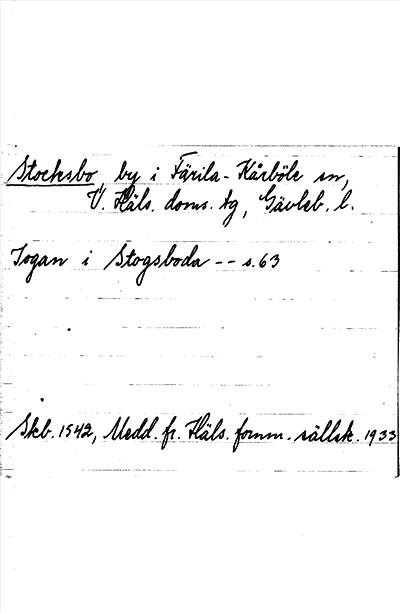 Stocksbo, by i Färila-Kårböle sn,
V. Häls. doms. tg, Gävleb. l.
Jogan i Stogsboda -- s. 63
Skb. 1542, Medd. fr. Häls. fornm. sällsk. 1933